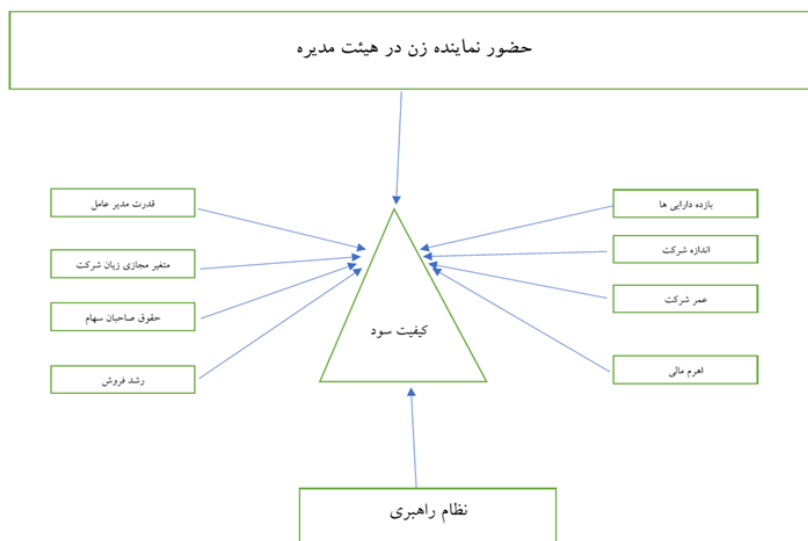 حضور نماینده زن در هیئت مدیره
بازده دارایی ها
قدرت مدیر عامل
اندازه شرکت
متغیر مجازی زیان شرکت
عمر شرکت
حقوق صاحبان سهام
کیفیت سود
اهرم مالی
رشد فروش
نظام راهبری